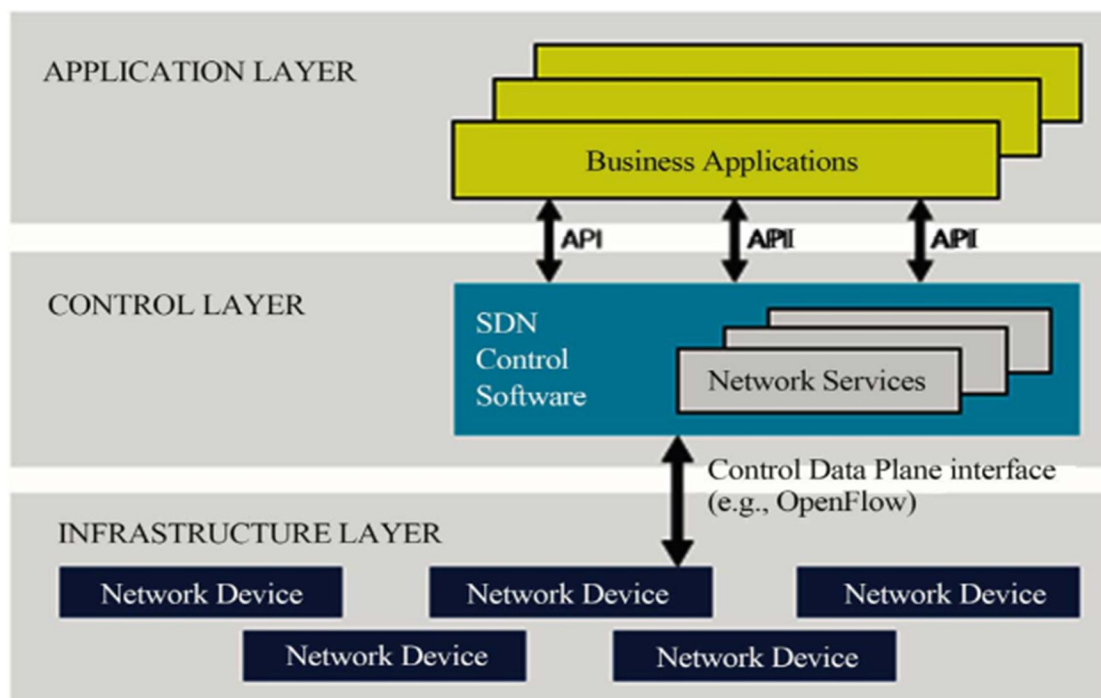 APPLICATION LAYER
Business Applications
API
API
API
CONTROL LAYER
SDN
Control
Software
Network Services
Control Data Plane interface
(e.g., OpenFlow)
INFRASTRUCTURE LAYER
Network Device
Network Device
Network Device
Network Device
Network Device